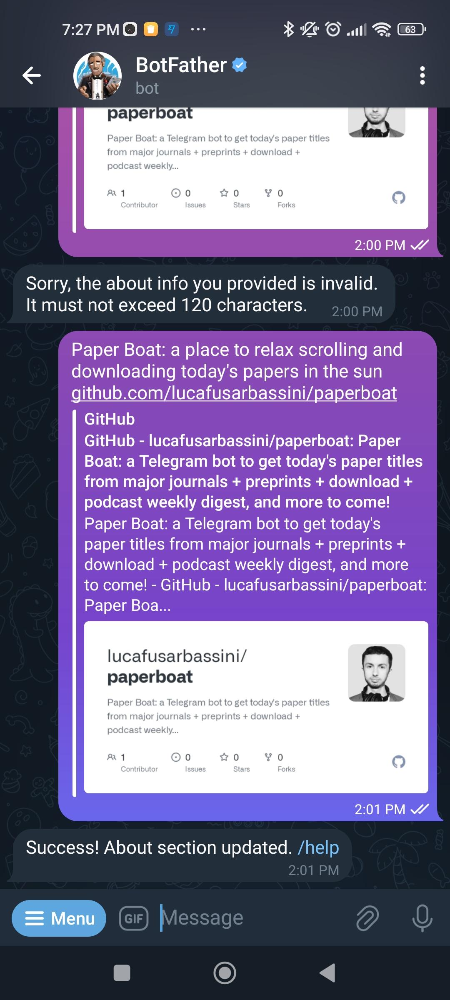 7:27 PM
63
BotFather
bot
paperboat
Paper Boat: a Telegram bot to get today's paper titles
from major journals + preprints + download +
podcast weekly...
1
Contributor
0
Issues
0
Stars
0
Forks
2:00 PM
Sorry, the about info you provided is invalid.
It must not exceed 120 characters.
2:00 PM
Paper Boat: a place to relax scrolling and
downloading today's papers in the sun
github.com/lucafusarbassini/paperboat
GitHub
GitHub - lucafusarbassini/paperboat: Paper
Boat: a Telegram bot to get today's paper titles
from major journals + preprints + download +
podcast weekly digest, and more to come!
Paper Boat: a Telegram bot to get today's
paper titles from major journals + preprints +
download + podcast weekly digest, and more
to come! - GitHub - lucafusarbassini/paperboat:
Paper Boa...
lucafusarbassini/
paperboat
Paper Boat: a Telegram bot to get today's paper titles
from major journals + preprints + download +
podcast weekly...
1
Contributor
0
Issues
0
Stars
0
Forks
2:01 PM
Success! About section updated. /help
2:01 PM
Menu
GIF
Message